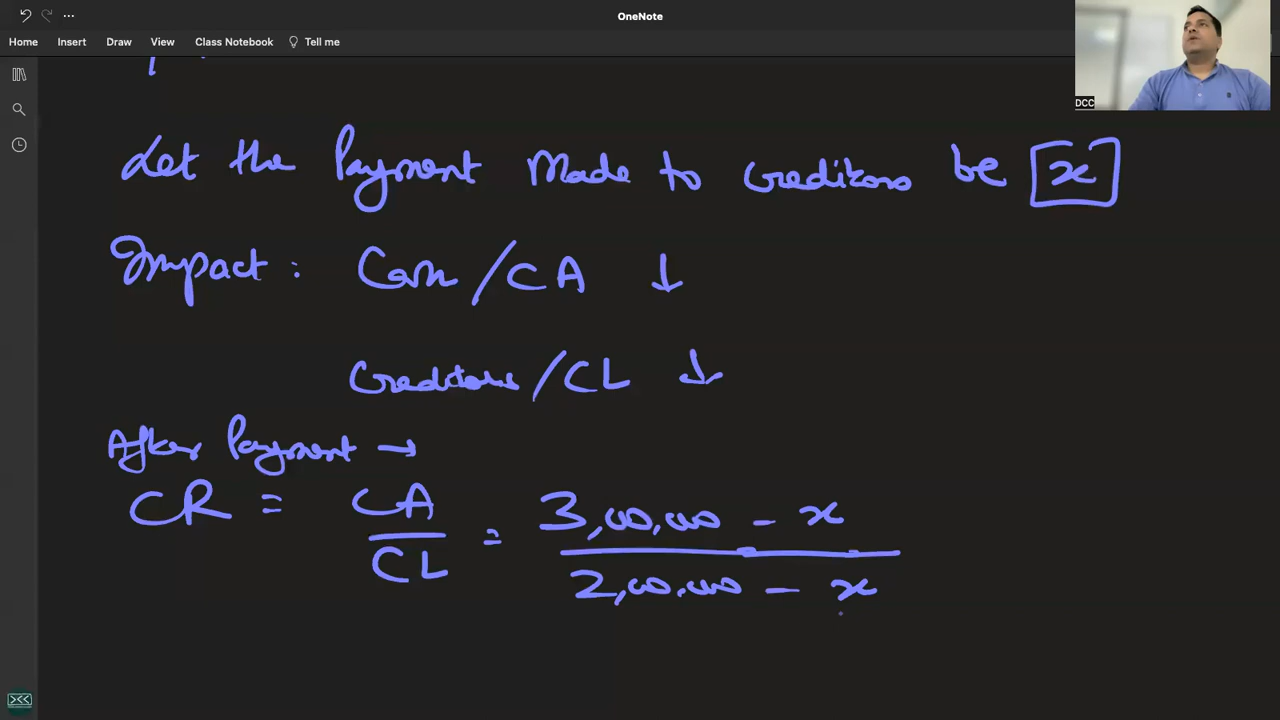 OneNote
Home Insert Draw View Class Notebook Tell me
DCC
Let the Payment Made to Creditors be [x]
Impact : Cash / CA ↓
Creditors / CL ↓
After Payment →
CR = CA / CL = 3,00,000 - x / 2,00,000 - x